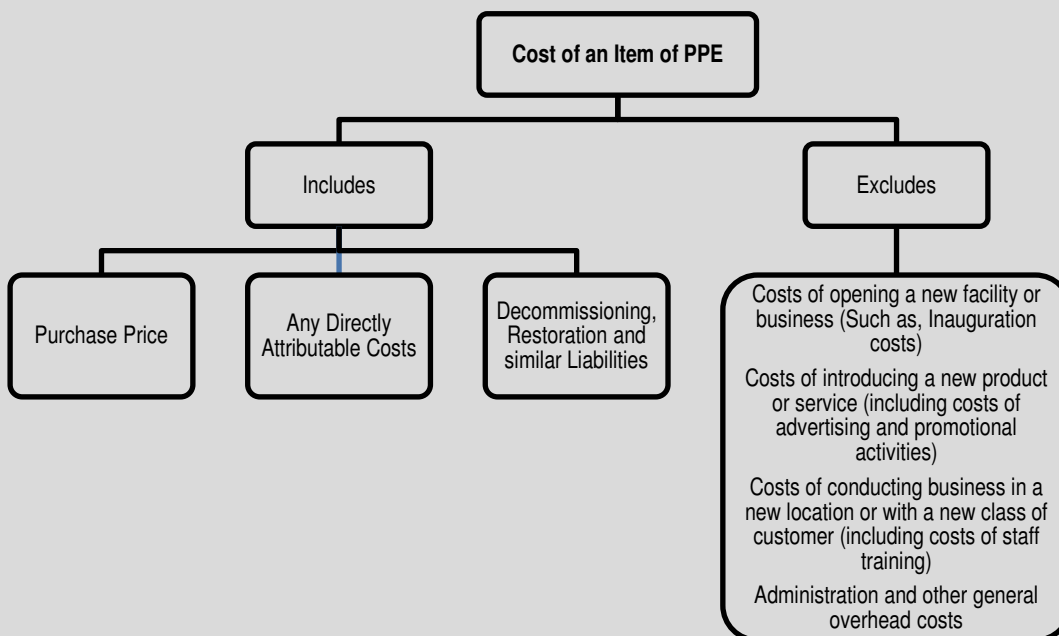 Cost of an Item of PPE
Includes
Excludes
Purchase Price
Any Directly
Attributable Costs
Decommissioning,
Restoration and
similar Liabilities
Costs of opening a new facility or
business (Such as, Inauguration
costs)
Costs of introducing a new product
or service (including costs of
advertising and promotional
activities)
Costs of conducting business in a
new location or with a new class of
customer (including costs of staff
training)
Administration and other general
overhead costs